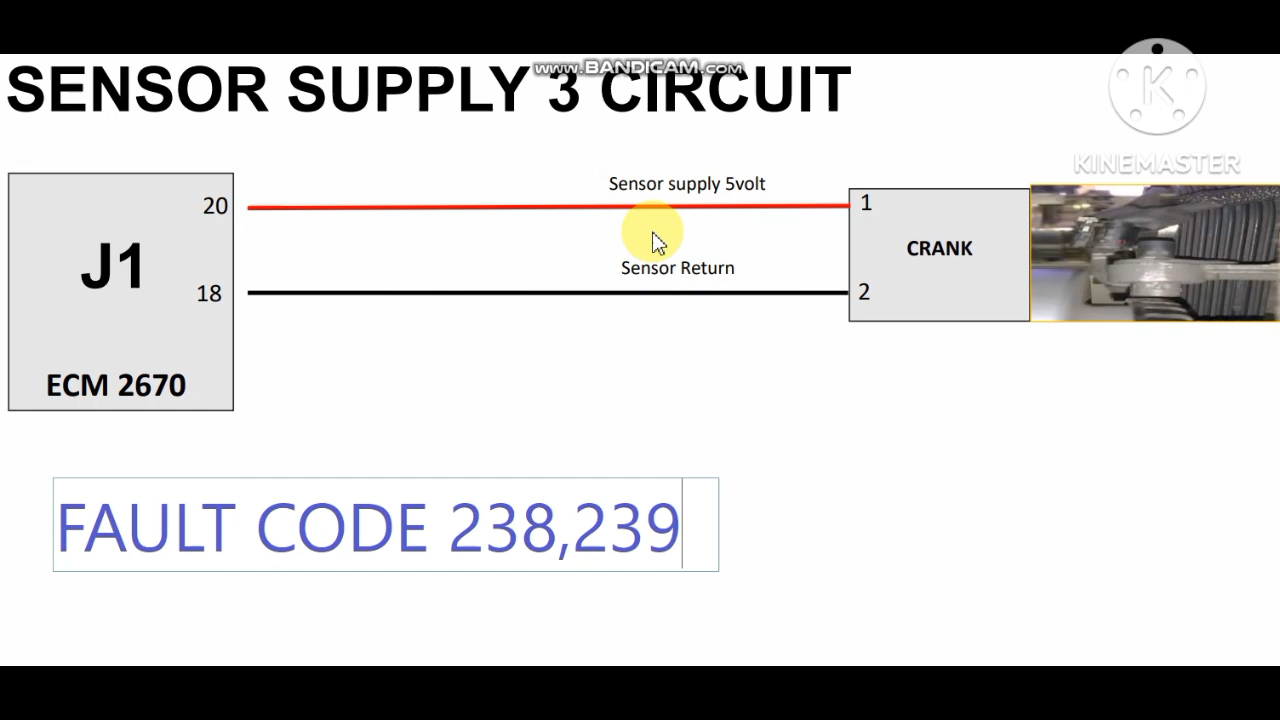 www.BANDICAM.com
SENSOR SUPPLY 3 CIRCUIT
K
KINEMASTER
Sensor supply 5volt
20
1
J1
CRANK
Sensor Return
18
2
ECM 2670
FAULT CODE 238,239